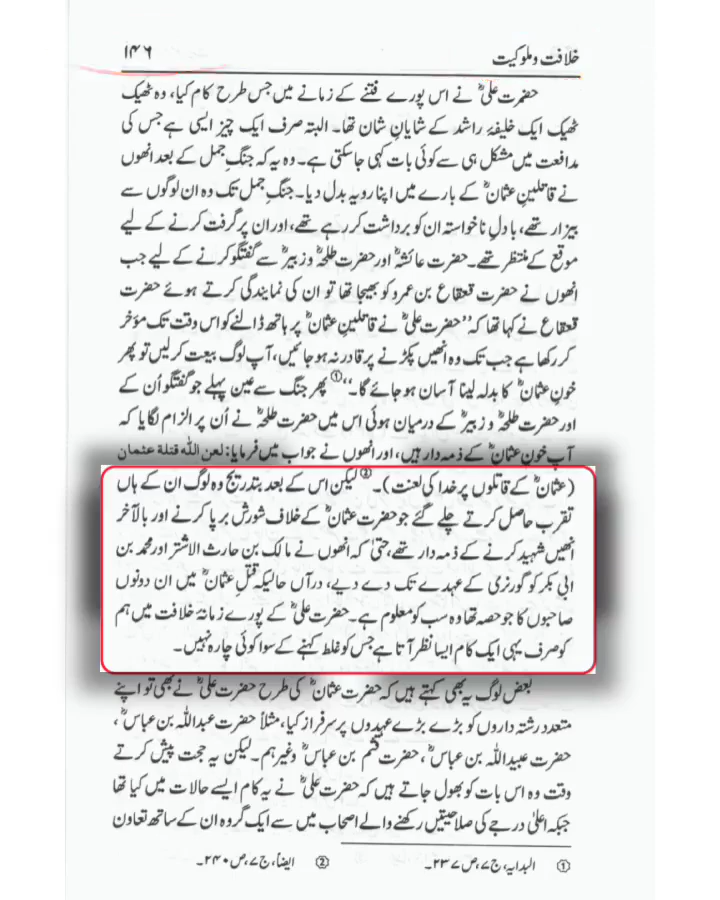 خلافت و ملوکیت ۱۴۶
حضرت علیؓ نے اس پورے فتنے کے زمانے میں جس طرح کام کیا، وہ ٹھیک
ٹھیک ایک خلیفۂ راشد کے شایانِ شان تھا۔ البتہ صرف ایک چیز ایسی ہے جس کی
مدافعت میں مشکل ہی سے کوئی بات کہی جاسکتی ہے۔ وہ یہ کہ جنگِ جمل کے بعد انھوں
نے قاتلینِ عثمانؓ کے بارے میں اپنا رویہ بدل دیا۔ جنگِ جمل تک وہ ان لوگوں سے
بیزار تھے، بادلِ ناخواستہ ان کو برداشت کر رہے تھے، اور ان پر گرفت کرنے کے لیے
موقع کے منتظر تھے۔ حضرت عائشہؓ اور حضرت طلحہؓ و زبیرؓ سے گفتگو کرنے کے لیے جب
انھوں نے حضرت قعقاع بن عمرو کو بھیجا تھا تو ان کی نمایندگی کرتے ہوئے حضرت
قعقاع نے کہا تھا کہ ”حضرت علیؓ نے قاتلینِ عثمانؓ پر ہاتھ ڈالنے کو اس وقت تک مؤخر
کر رکھا ہے جب تک وہ انھیں پکڑنے پر قادر نہ ہو جائیں، آپ لوگ بیعت کر لیں تو پھر
خونِ عثمانؓ کا بدلہ لینا آسان ہو جائے گا۔“① پھر جنگ سے عین پہلے جو گفتگو اُن کے
اور حضرت طلحہؓ و زبیرؓ کے درمیان ہوئی اس میں حضرت طلحہؓ نے اُن پر الزام لگایا کہ
آپ خونِ عثمانؓ کے ذمہ دار ہیں، اور انھوں نے جواب میں فرمایا: لعن اللہ قتلة عثمان
(عثمانؓ کے قاتلوں پر خدا کی لعنت)۔② لیکن اس کے بعد بتدریج وہ لوگ ان کے ہاں
تقرب حاصل کرتے چلے گئے جو حضرت عثمانؓ کے خلاف شورش برپا کرنے اور بالآخر
انھیں شہید کرنے کے ذمہ دار تھے، حتیٰ کہ انھوں نے مالک بن حارث الاشتر اور محمد بن
ابی بکر کو گورنری کے عہدے تک دے دیے، درآں حالیکہ قتلِ عثمانؓ میں ان دونوں
صاحبوں کا جو حصہ تھا وہ سب کو معلوم ہے۔ حضرت علیؓ کے پورے زمانۂ خلافت میں ہم
کو صرف یہی ایک کام ایسا نظر آتا ہے جس کو غلط کہنے کے سوا کوئی چارہ نہیں۔
بعض لوگ یہ بھی کہتے ہیں کہ حضرت عثمانؓ کی طرح حضرت علیؓ نے بھی تو اپنے
متعدد رشتہ داروں کو بڑے بڑے عہدوں پر سرفراز کیا، مثلاً حضرت عبداللہ بن عباسؓ،
حضرت عبیداللہ بن عباسؓ، حضرت قثم بن عباسؓ وغیرہم۔ لیکن یہ حجت پیش کرتے
وقت وہ اس بات کو بھول جاتے ہیں کہ حضرت علیؓ نے یہ کام ایسے حالات میں کیا تھا
جبکہ اعلیٰ درجے کی صلاحیتیں رکھنے والے اصحاب میں سے ایک گروہ ان کے ساتھ تعاون
① البدایہ، ج ۷، ص ۲۳۷۔ ② ایضاً، ج ۷، ص ۲۴۰۔